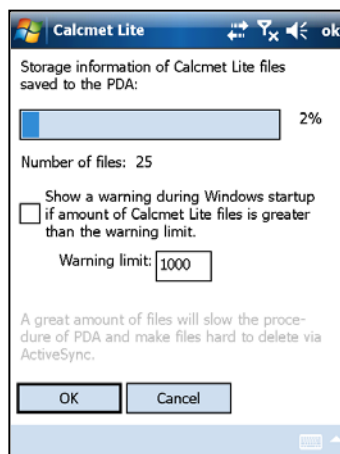 Calcmet Lite ok
Storage information of Calcmet Lite files
saved to the PDA:
2%
Number of files: 25
Show a warning during Windows startup
if amount of Calcmet Lite files is greater
than the warning limit.
Warning limit: 1000
A great amount of files will slow the proce-
dure of PDA and make files hard to delete via
ActiveSync.
OK Cancel